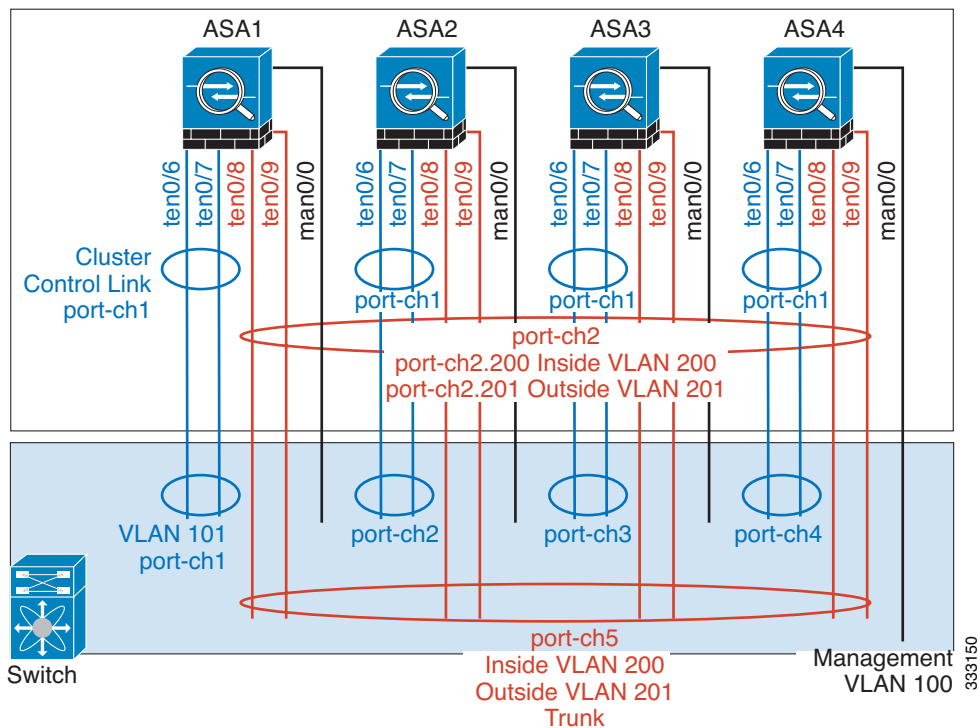 ASA1
ASA2
ASA3
ASA4
ten0/6
ten0/7
ten0/8
ten0/9
man0/0
ten0/6
ten0/7
ten0/8
ten0/9
man0/0
ten0/6
ten0/7
ten0/8
ten0/9
man0/0
ten0/6
ten0/7
ten0/8
ten0/9
man0/0
Cluster
Control Link
port-ch1
port-ch1
port-ch1
port-ch1
port-ch2
port-ch2.200 Inside VLAN 200
port-ch2.201 Outside VLAN 201
VLAN 101
port-ch1
port-ch2
port-ch3
port-ch4
port-ch5
Inside VLAN 200
Outside VLAN 201
Trunk
Switch
Management
VLAN 100
333150